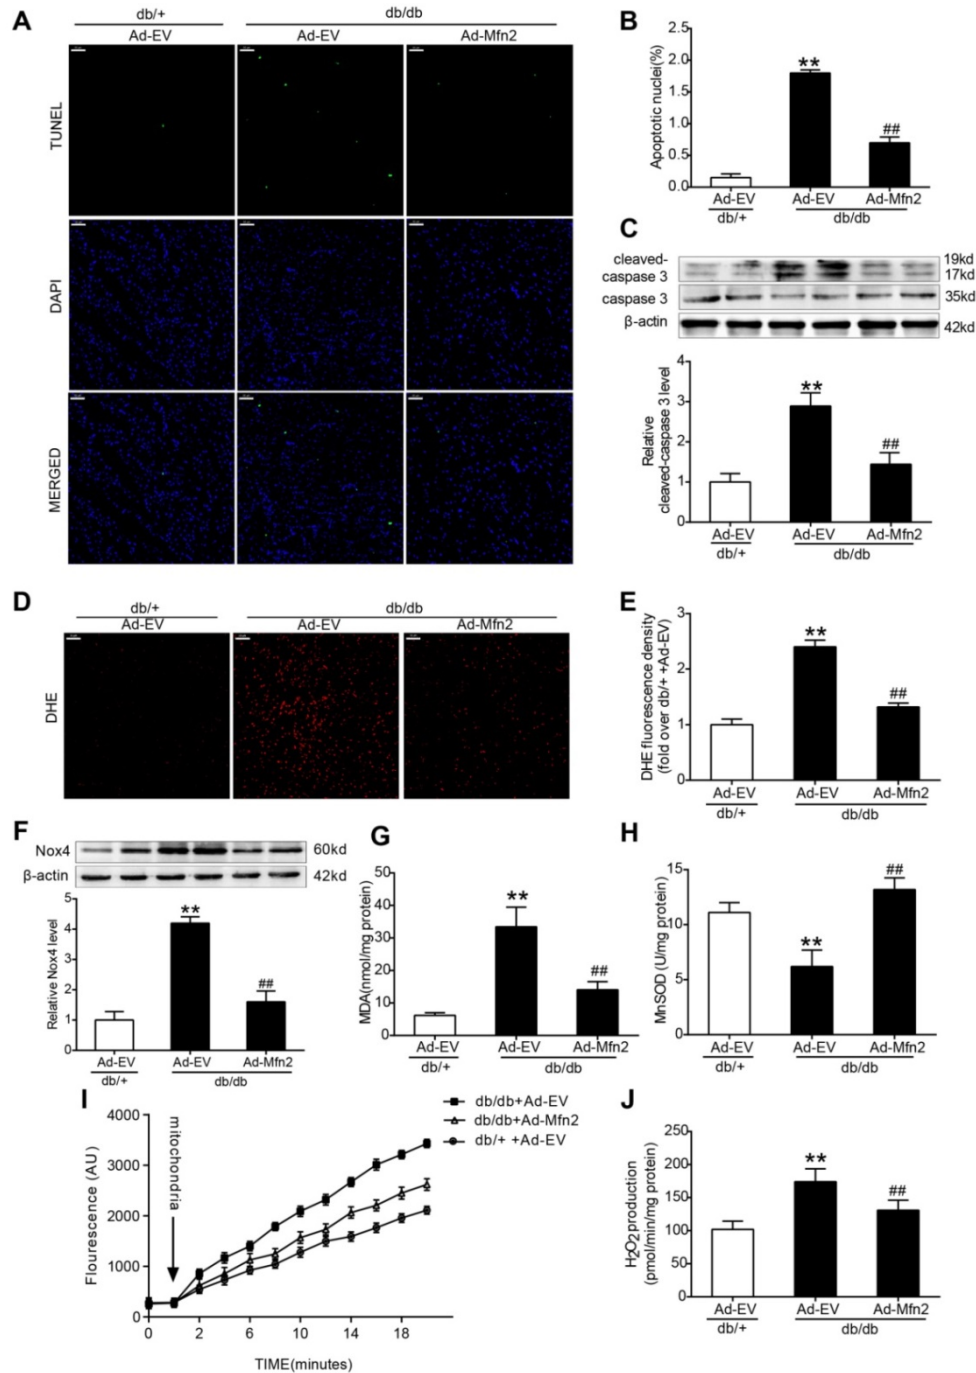 A
db/+
db/db
Ad-EV
Ad-EV
Ad-Mfn2
TUNEL
DAPI
MERGED
B
Apoptotic nuclei(%)
2.5
2.0
1.5
1.0
0.5
0.0
**
##
Ad-EV
Ad-EV
Ad-Mfn2
db/+
db/db
C
cleaved-
caspase 3
19kd
17kd
caspase 3
35kd
β-actin
42kd
Relative
cleaved-caspase 3 level
4
3
2
1
0
**
##
Ad-EV
Ad-EV
Ad-Mfn2
db/+
db/db
D
db/+
db/db
Ad-EV
Ad-EV
Ad-Mfn2
DHE
E
DHE fluorescence density
(fold over db/+ +Ad-EV)
3
2
1
0
**
##
Ad-EV
Ad-EV
Ad-Mfn2
db/+
db/db
F
Nox4
60kd
β-actin
42kd
Relative Nox4 level
5
4
3
2
1
0
**
##
Ad-EV
Ad-EV
Ad-Mfn2
db/+
db/db
G
MDA(nmol/mg protein)
50
40
30
20
10
0
**
##
Ad-EV
Ad-EV
Ad-Mfn2
db/+
db/db
H
MnSOD (U/mg protein)
15
10
5
0
**
##
Ad-EV
Ad-EV
Ad-Mfn2
db/+
db/db
I
Flourescence (AU)
4000
3000
2000
1000
0
mitochondria
db/db+Ad-EV
db/db+Ad-Mfn2
db/+ +Ad-EV
0 2 6 10 14 18
TIME(minutes)
J
H2O2 production
(pmol/min/mg protein)
250
200
150
100
50
0
**
##
Ad-EV
Ad-EV
Ad-Mfn2
db/+
db/db